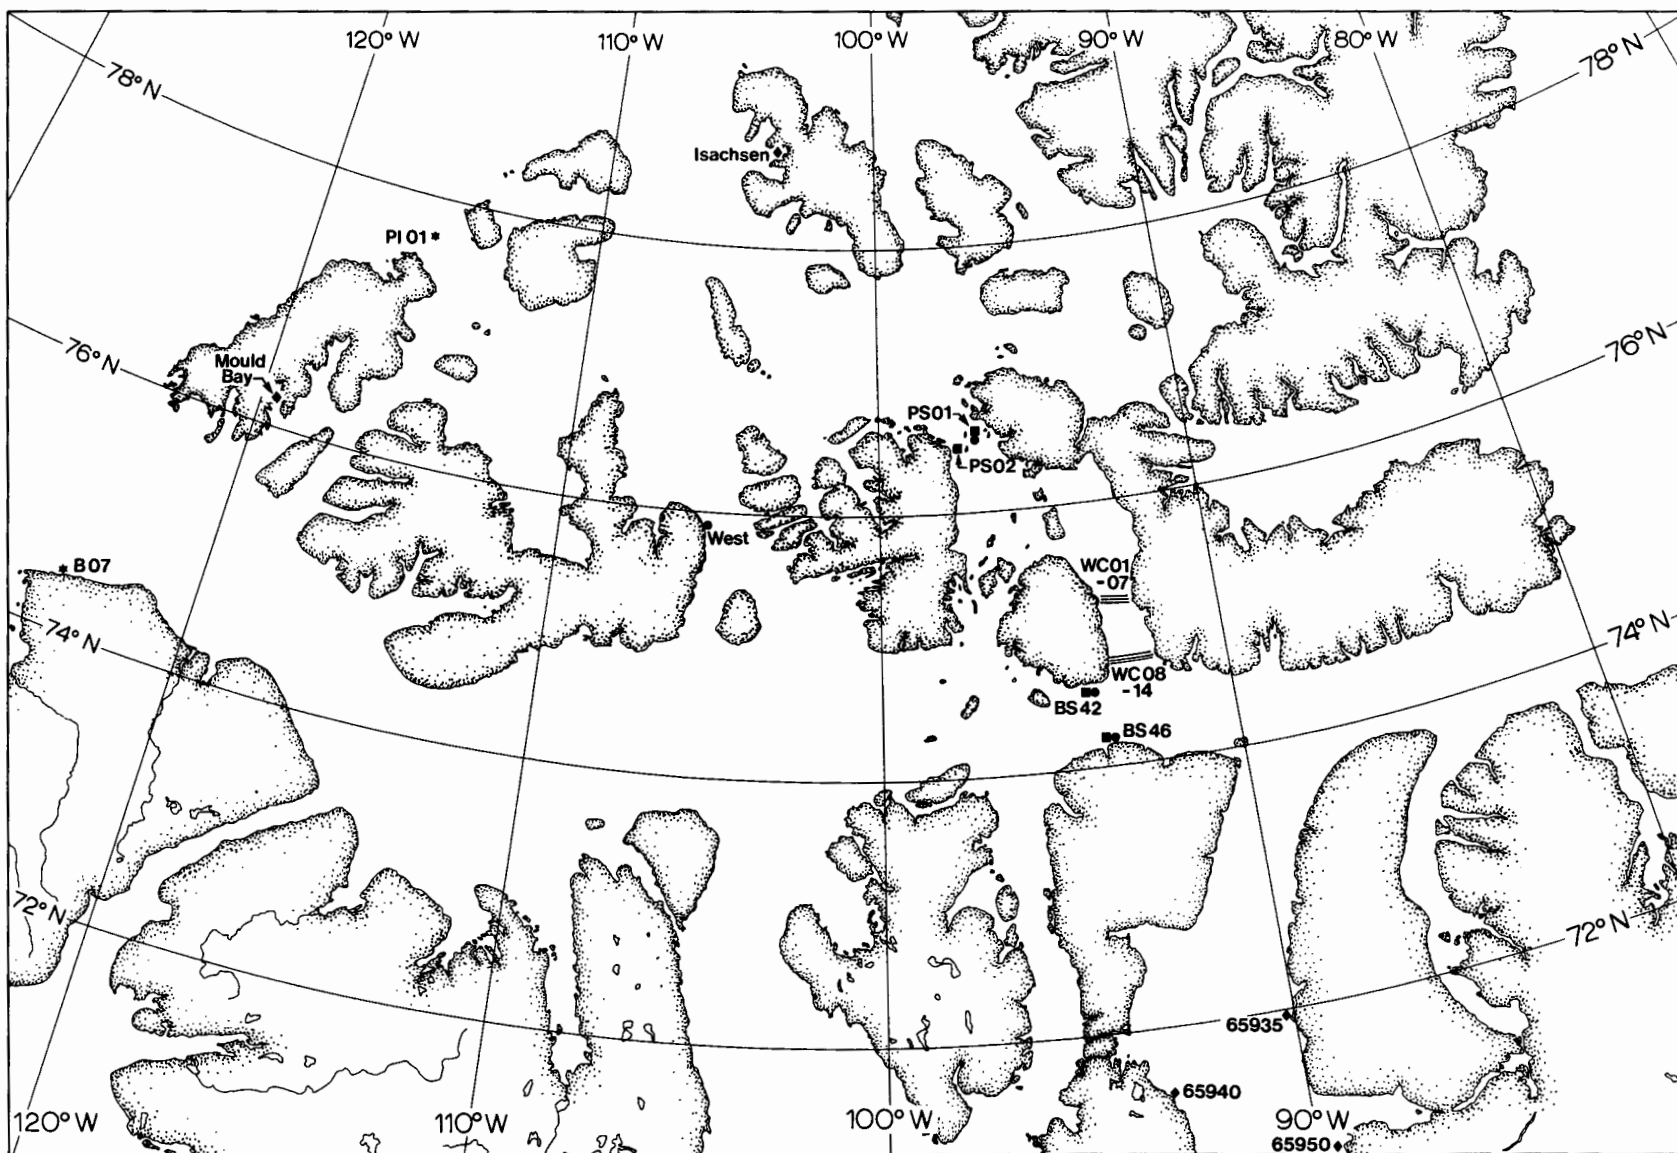 120° W
110° W
100° W
90° W
80° W
78° N
78° N
Isachsen
PI 01
76° N
76° N
Mould
Bay
PS01
PS02
West
B 07
WC01
-07
74° N
74° N
WC08
-14
BS42
BS46
72° N
72° N
65935
65940
120° W
110° W
100° W
90° W
65950